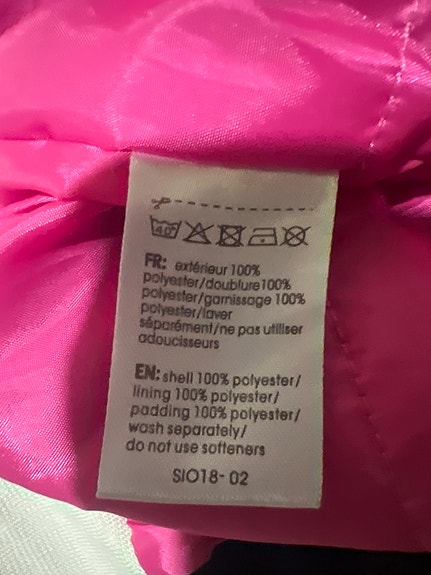 40°
FR: extérieur 100%
polyester/doublure100%
polyester/garnissage 100%
polyester/laver
séparément/ne pas utiliser
adoucisseurs
EN: shell 100% polyester/
lining 100% polyester/
padding 100% polyester/
wash separately/
do not use softeners
SIO18- 02